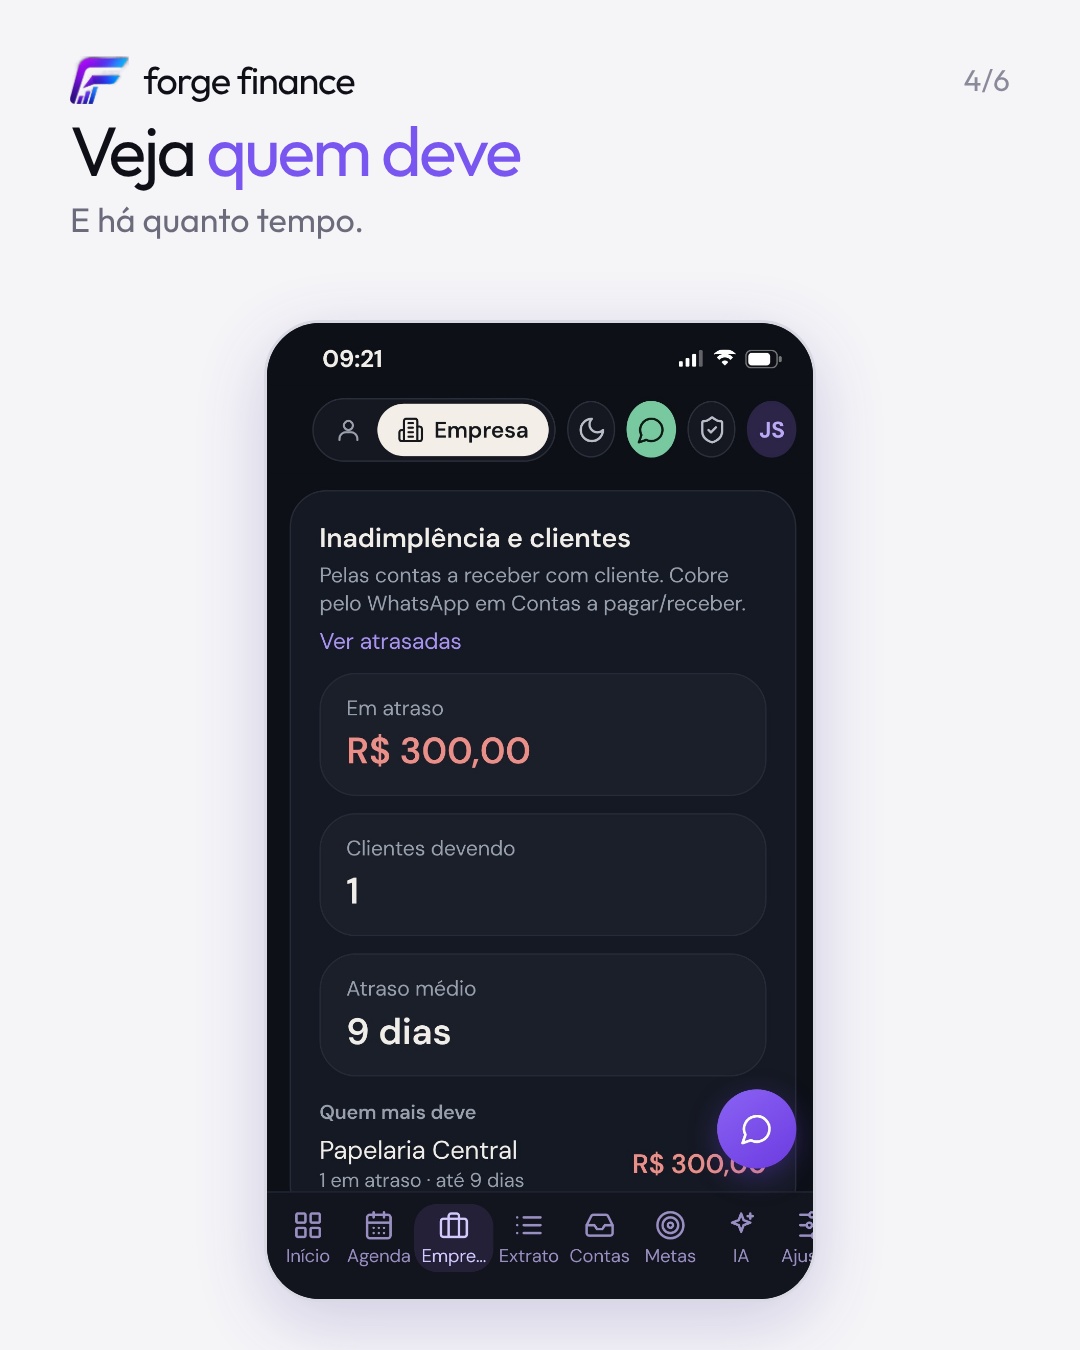 forge finance
4/6
Veja quem deve
E há quanto tempo.
09:21
Empresa
JS
Inadimplência e clientes
Pelas contas a receber com cliente. Cobre
pelo WhatsApp em Contas a pagar/receber.
Ver atrasadas
Em atraso
R$ 300,00
Clientes devendo
1
Atraso médio
9 dias
Quem mais deve
Papelaria Central
R$ 300,00
1 em atraso · até 9 dias
Início
Agenda
Empre...
Extrato
Contas
Metas
IA
Ajus